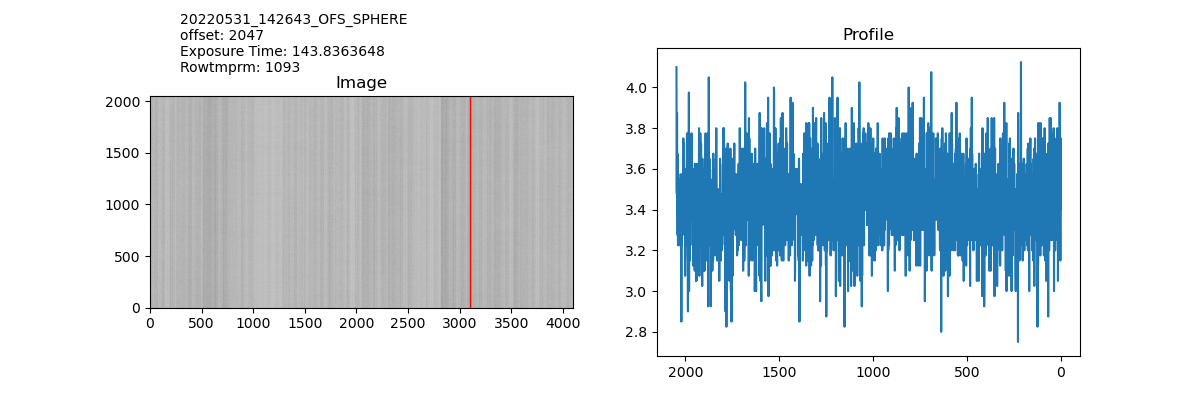 20220531_142643_OFS_SPHERE
offset: 2047
Exposure Time: 143.8363648
Rowtmprm: 1093
Image
2000
1500
1000
500
0
0 500 1000 1500 2000 2500 3000 3500 4000
Profile
4.0
3.8
3.6
3.4
3.2
3.0
2.8
2000 1500 1000 500 0